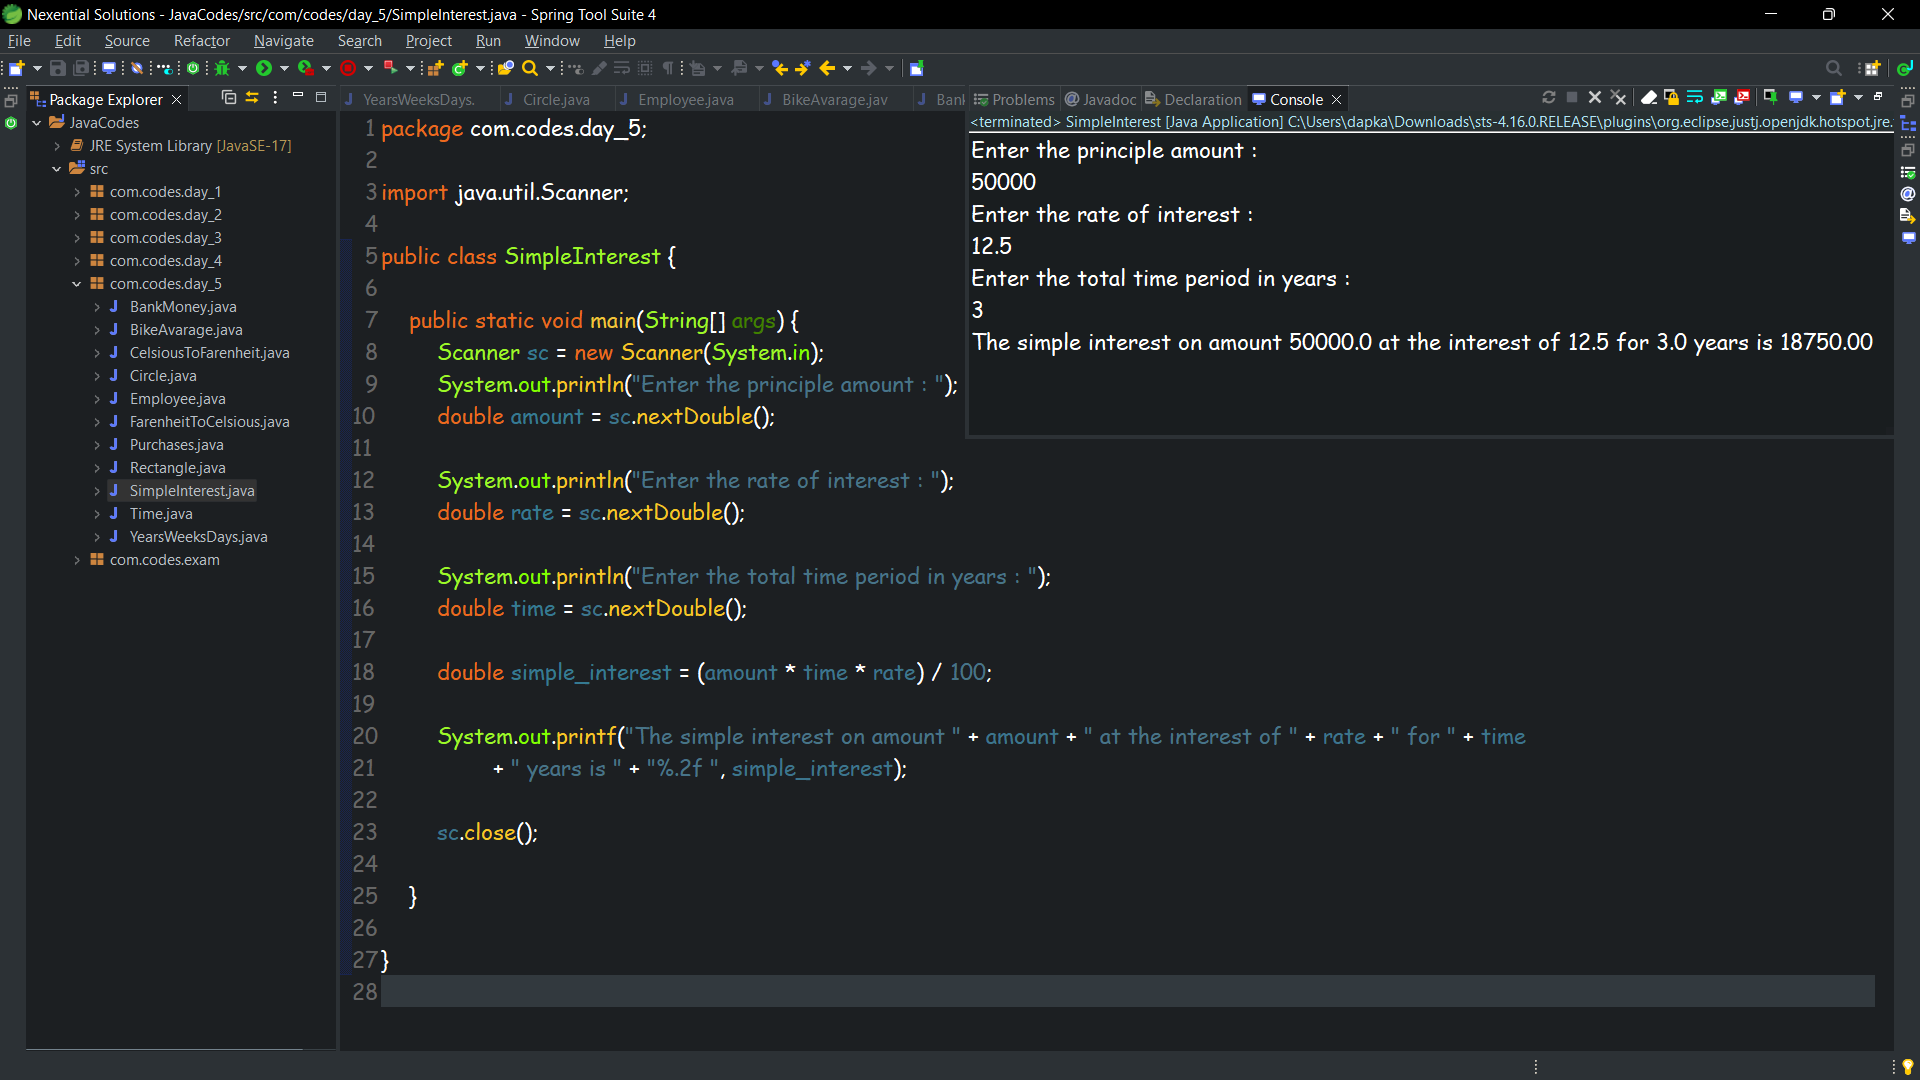 Nexential Solutions - JavaCodes/src/com/codes/day_5/SimpleInterest.java - Spring Tool Suite 4
File Edit Source Refactor Navigate Search Project Run Window Help
Package Explorer
JavaCodes
JRE System Library [JavaSE-17]
src
com.codes.day_1
com.codes.day_2
com.codes.day_3
com.codes.day_4
com.codes.day_5
BankMoney.java
BikeAvarage.java
CelsiousToFarenheit.java
Circle.java
Employee.java
FarenheitToCelsious.java
Purchases.java
Rectangle.java
SimpleInterest.java
Time.java
YearsWeeksDays.java
com.codes.exam
YearsWeeksDays. Circle.java Employee.java BikeAvarage.jav Bank
1 package com.codes.day_5;
2
3 import java.util.Scanner;
4
5 public class SimpleInterest {
6
7 public static void main(String[] args) {
8 Scanner sc = new Scanner(System.in);
9 System.out.println("Enter the principle amount : ");
10 double amount = sc.nextDouble();
11
12 System.out.println("Enter the rate of interest : ");
13 double rate = sc.nextDouble();
14
15 System.out.println("Enter the total time period in years : ");
16 double time = sc.nextDouble();
17
18 double simple_interest = (amount * time * rate) / 100;
19
20 System.out.printf("The simple interest on amount " + amount + " at the interest of " + rate + " for " + time
21 + " years is " + "%.2f ", simple_interest);
22
23 sc.close();
24
25 }
26
27 }
28
Problems Javadoc Declaration Console
<terminated> SimpleInterest [Java Application] C:\Users\dapka\Downloads\sts-4.16.0.RELEASE\plugins\org.eclipse.justj.openjdk.hotspot.jre.
Enter the principle amount :
50000
Enter the rate of interest :
12.5
Enter the total time period in years :
3
The simple interest on amount 50000.0 at the interest of 12.5 for 3.0 years is 18750.00